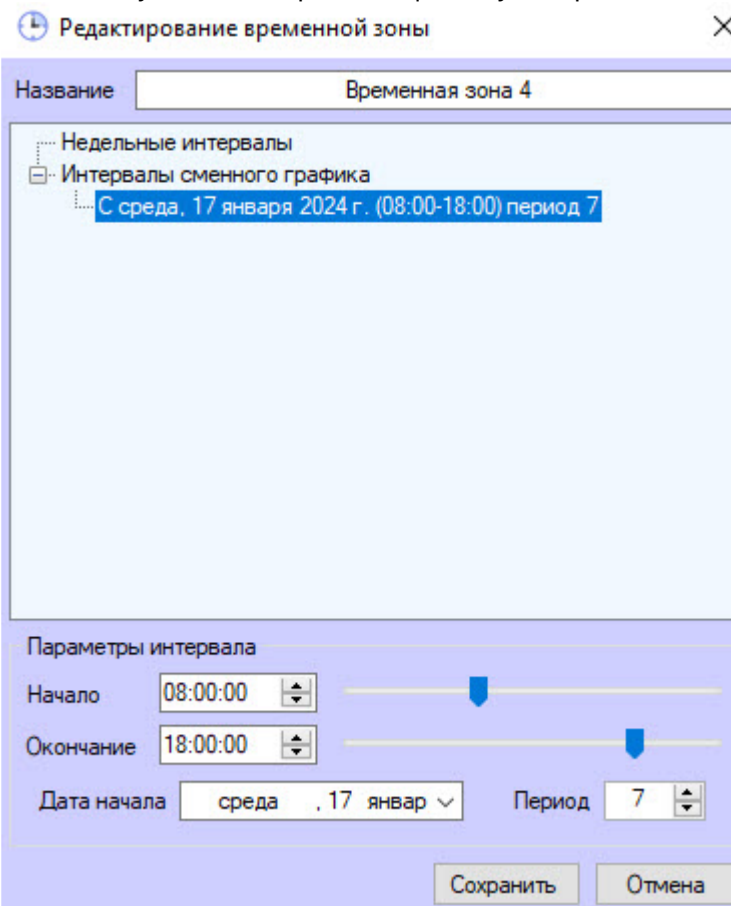 Редактирование временной зоны
Название Временная зона 4
Недельные интервалы
Интервалы сменного графика
С среда, 17 января 2024 г. (08:00-18:00) период 7
Параметры интервала
Начало 08:00:00
Окончание 18:00:00
Дата начала среда , 17 январ Период 7
Сохранить Отмена